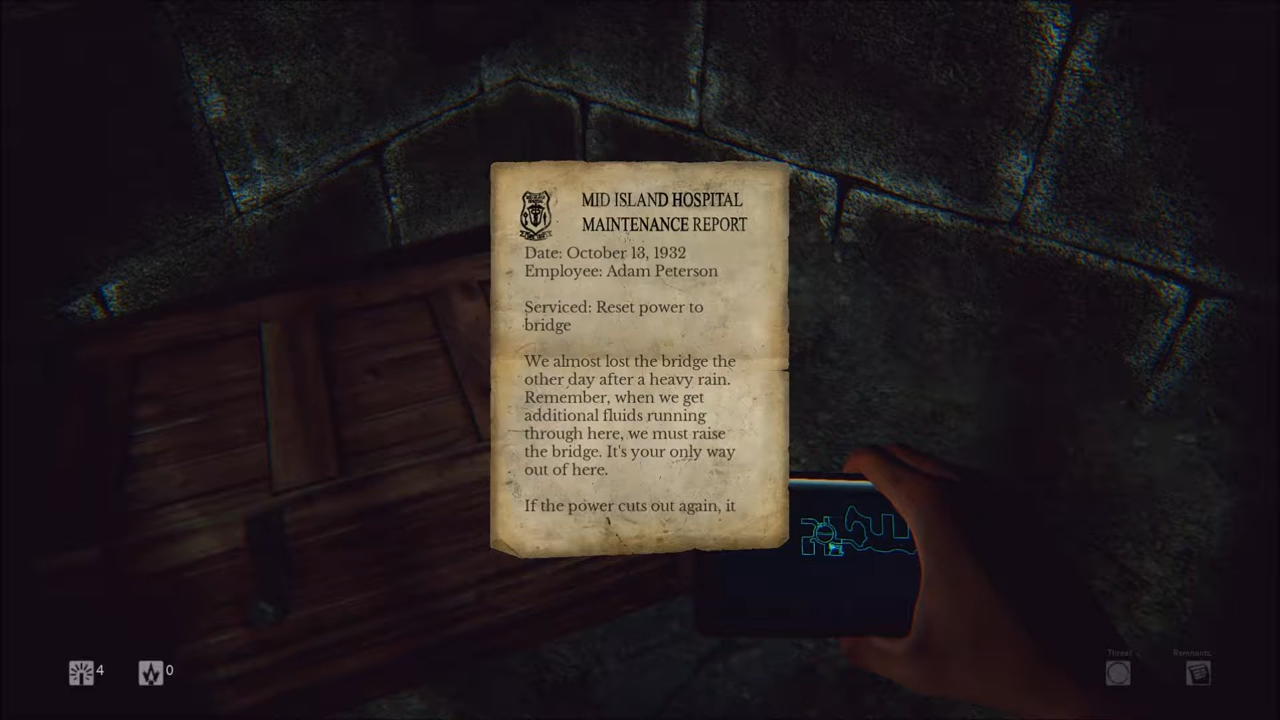 MID ISLAND HOSPITAL
MAINTENANCE REPORT
Date: October 13, 1932
Employee: Adam Peterson
Serviced: Reset power to
bridge
We almost lost the bridge the
other day after a heavy rain.
Remember, when we get
additional fluids running
through here, we must raise
the bridge. It's your only way
out of here.
If the power cuts out again, it
4
0
Threat
Remnants